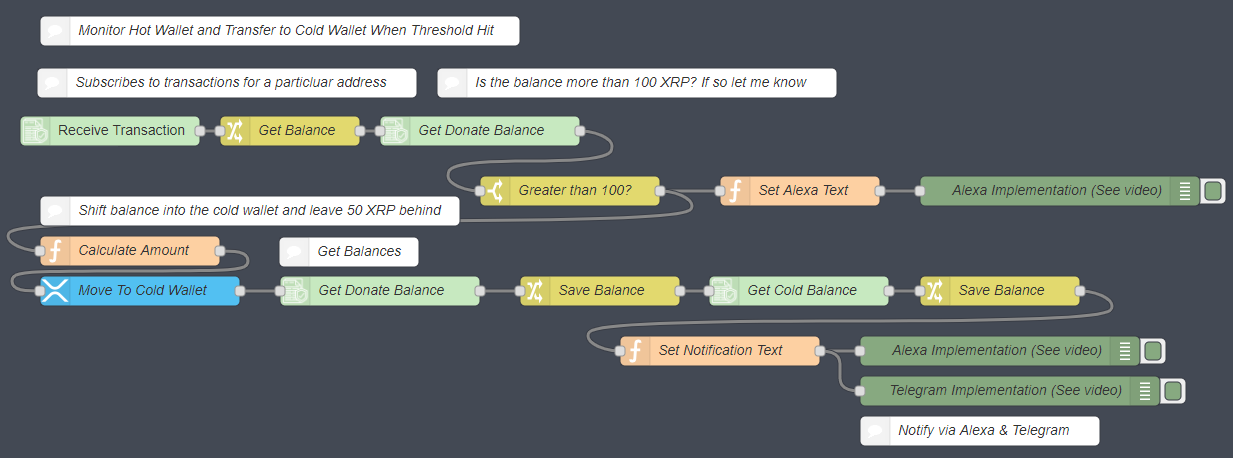 Monitor Hot Wallet and Transfer to Cold Wallet When Threshold Hit
Subscribes to transactions for a particluar address
Is the balance more than 100 XRP? If so let me know
Receive Transaction
Get Balance
Get Donate Balance
Greater than 100?
Set Alexa Text
Alexa Implementation (See video)
Shift balance into the cold wallet and leave 50 XRP behind
Calculate Amount
Get Balances
Move To Cold Wallet
Get Donate Balance
Save Balance
Get Cold Balance
Save Balance
Set Notification Text
Alexa Implementation (See video)
Telegram Implementation (See video)
Notify via Alexa & Telegram